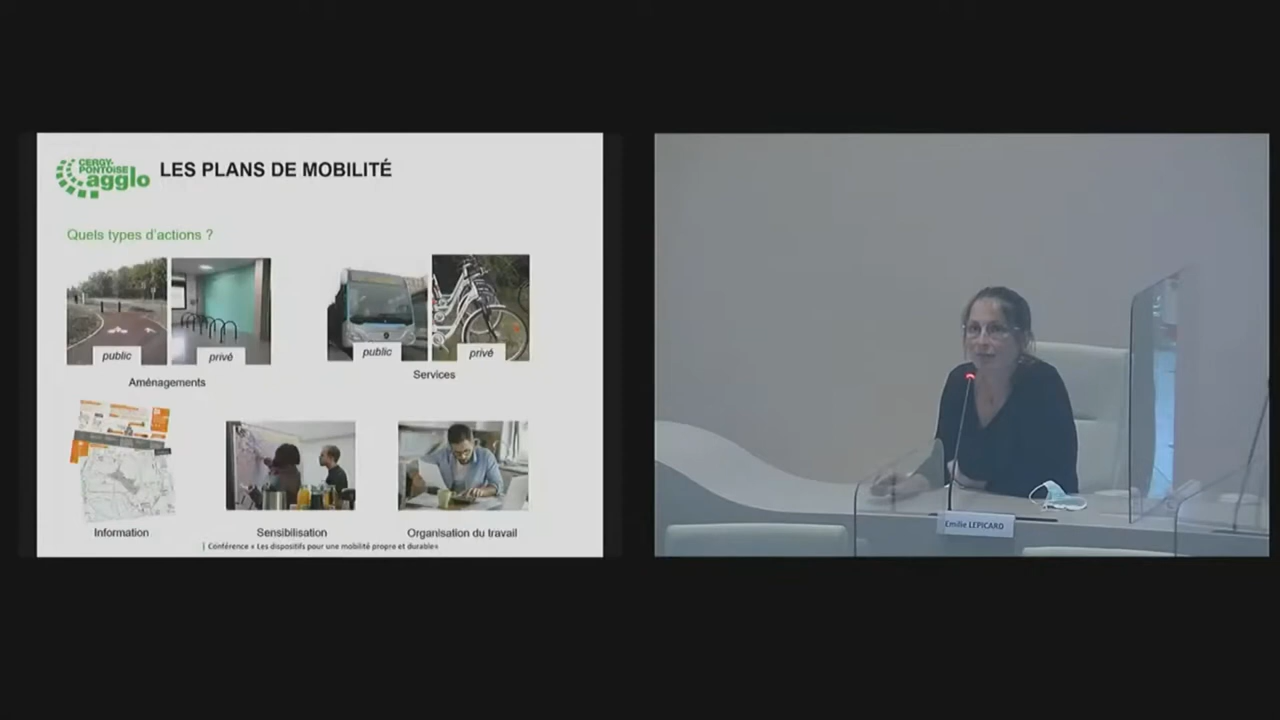 CERGY-
PONTOISE
agglo
LES PLANS DE MOBILITÉ
Quels types d'actions ?
public
privé
public
privé
Aménagements
Services
Information
Sensibilisation
Organisation du travail
| Conférence « Les dispositifs pour une mobilité propre et durable»
Emilie LEPICARD